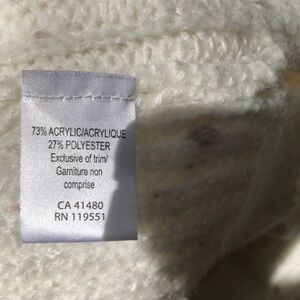 73% ACRYLIC/ACRYLIQUE
27% POLYESTER
Exclusive of trim/
Garniture non
comprise
CA 41480
RN 119551